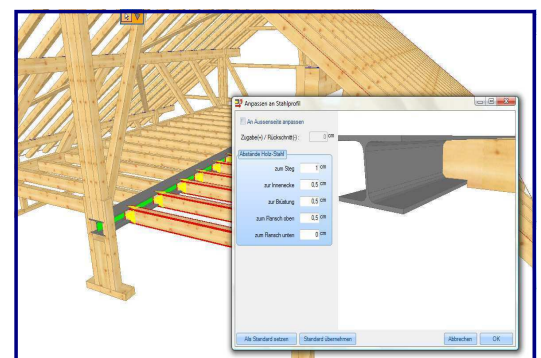 Anpassen an Stahlprofil
An Aussenseite anpassen
Zugabe(+) / Rückschnitt(-) : 0 cm
Abstände Holz-Stahl
zum Steg 1 cm
zur Innenecke 0,5 cm
zur Brüstung 0,5 cm
zum Flansch oben 0,5 cm
zum Flansch unten 0 cm
Als Standard setzen
Standard übernehmen
Abbrechen
OK